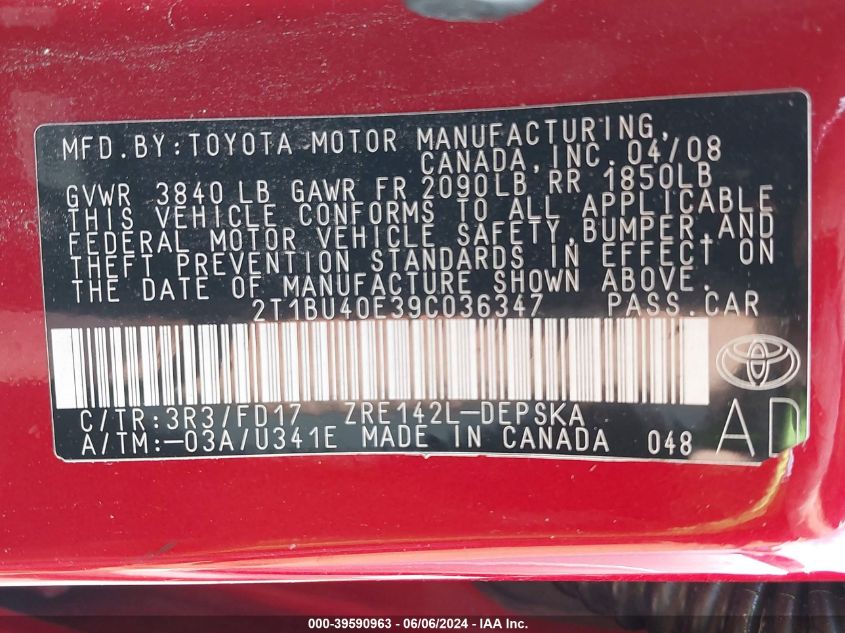 MFD.BY:TOYOTA MOTOR MANUFACTURING,
CANADA,INC.04/08
GVWR 3840 LB GAWR FR 2090LB RR 1850LB
THIS VEHICLE CONFORMS TO ALL APPLICABLE
FEDERAL MOTOR VEHICLE SAFETY,BUMPER,AND
THEFT PREVENTION STANDARDS IN EFFECT ON
THE DATE OF MANUFACTURE SHOWN ABOVE.
2T1BU40E39C036347 PASS.CAR
C/TR:3R3/FD17 ZRE142L-DEPSKA
A/TM:-03A/U341E MADE IN CANADA 048 AD
000-39590963 - 06/06/2024 - IAA Inc.